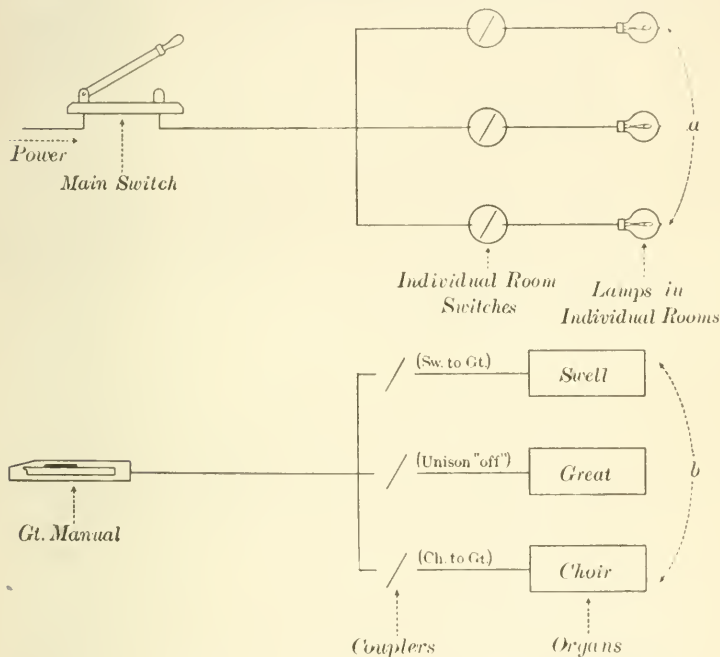 a
Power
Main Switch
Individual Room
Switches
Lamps in
Individual Rooms
(Sw. to Gt.)
Swell
(Unison "off")
Great
b
Gt. Manual
(Ch. to Gt.)
Choir
Couplers
Organs